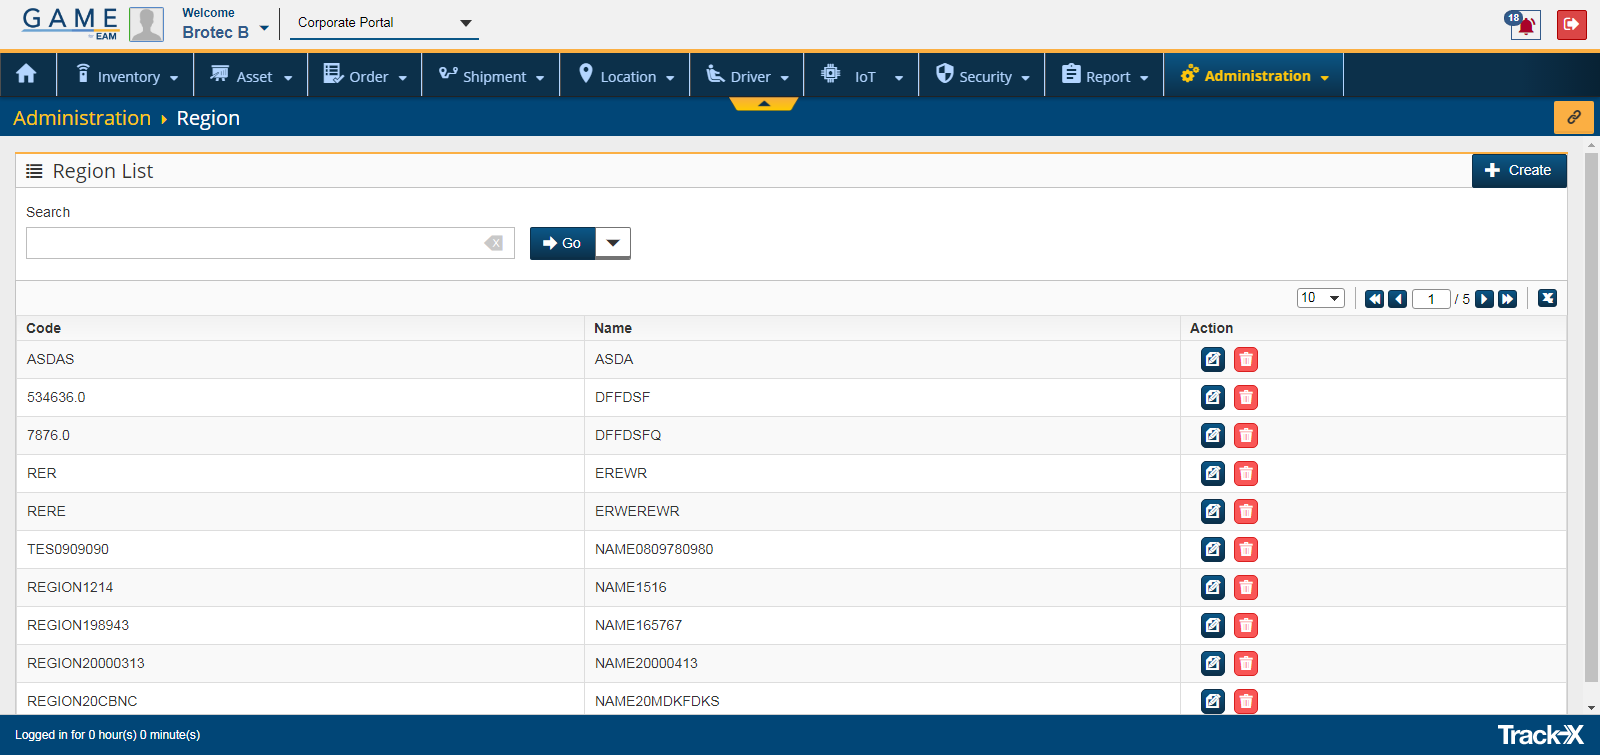 GAME
BY EAM
Welcome
Brotec B
Corporate Portal
18
Inventory
Asset
Order
Shipment
Location
Driver
IoT
Security
Report
Administration
Administration Region
Region List
Create
Search
Go
10
1 / 5
Code Name Action
ASDAS ASDA
534636.0 DFFDSF
7876.0 DFFDSFQ
RER EREWR
RERE ERWEREWR
TES0909090 NAME0809780980
REGION1214 NAME1516
REGION198943 NAME165767
REGION20000313 NAME20000413
REGION20CBNC NAME20MDKFDKS
Logged in for 0 hour(s) 0 minute(s)
Track-X